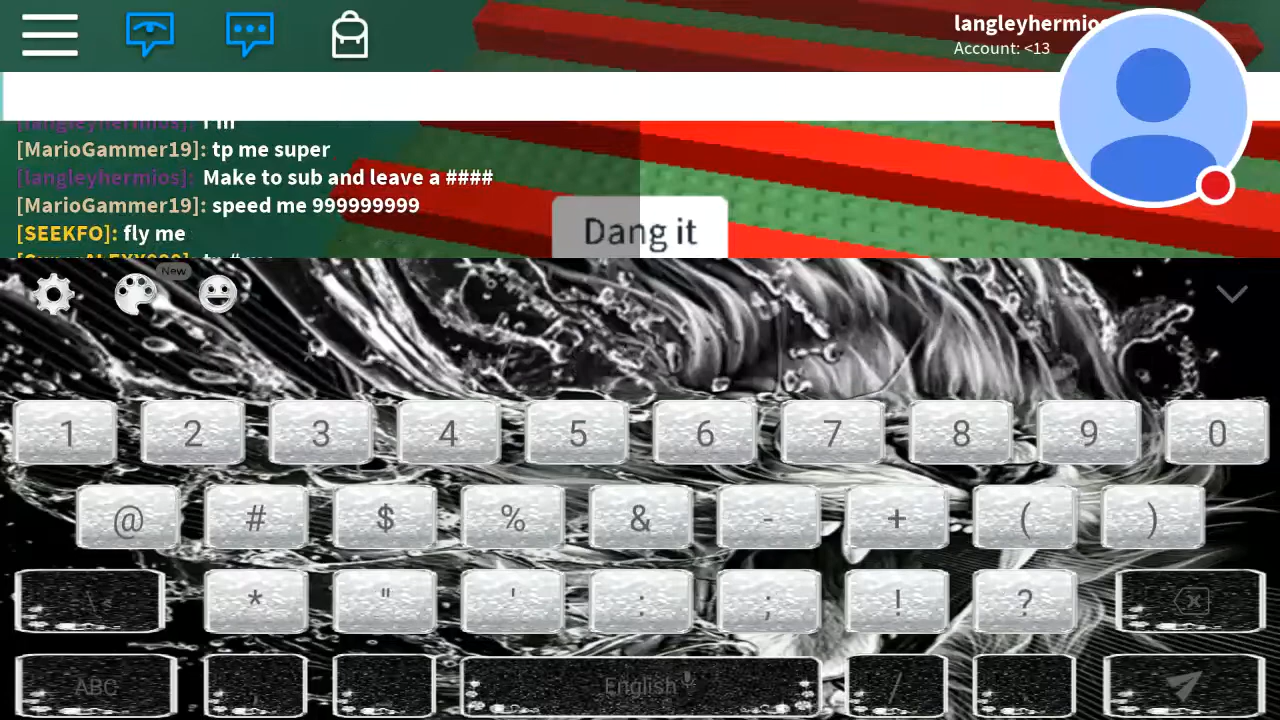 langleyhermios
Account: <13
[langleyhermios]: I'm
[MarioGammer19]: tp me super
[langleyhermios]: Make to sub and leave a ####
[MarioGammer19]: speed me 999999999
[SEEKFO]: fly me
Dang it
New
1 2 3 4 5 6 7 8 9 0
@ # $ % & - + ( )
\< * " ' : ; ! ?
ABC , English / .